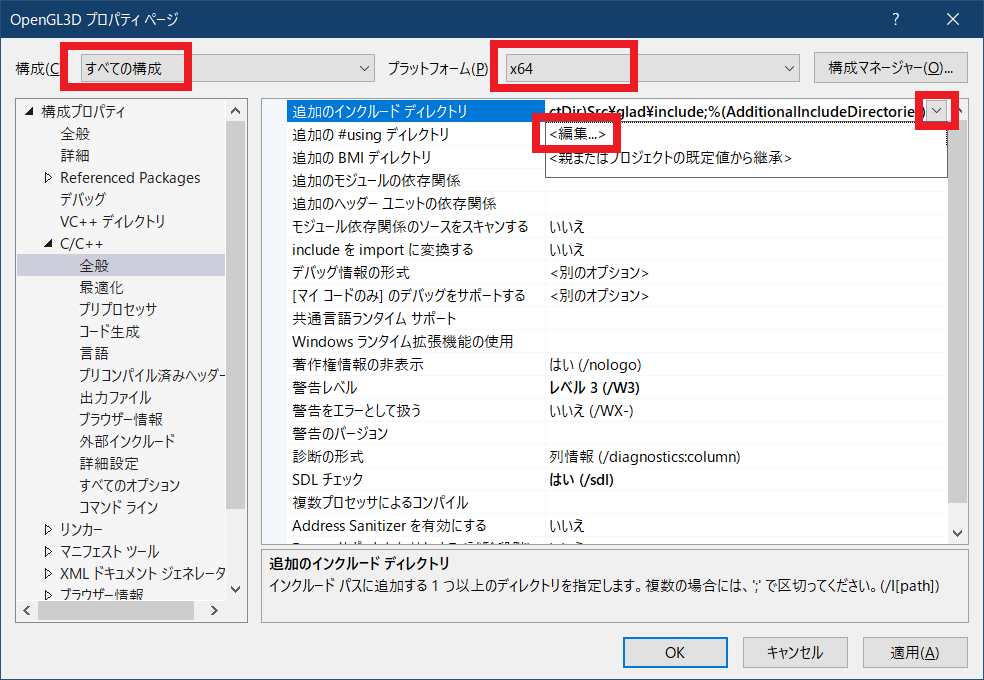 OpenGL3D プロパティ ページ
構成(C
すべての構成
プラットフォーム(P)
x64
構成マネージャー(O)...
構成プロパティ
全般
詳細
Referenced Packages
デバッグ
VC++ ディレクトリ
C/C++
全般
最適化
プリプロセッサ
コード生成
言語
プリコンパイル済みヘッダー
出力ファイル
ブラウザー情報
外部インクルード
詳細設定
すべてのオプション
コマンド ライン
リンカー
マニフェスト ツール
XML ドキュメント ジェネレータ
ブラウザー情報
追加のインクルード ディレクトリ ctDir)Src¥glad¥include;%(AdditionalIncludeDirectories)
追加の #using ディレクトリ <編集...>
追加の BMI ディレクトリ <親またはプロジェクトの既定値から継承>
追加のモジュールの依存関係
追加のヘッダー ユニットの依存関係
モジュール依存関係のソースをスキャンする いいえ
include を import に変換する いいえ
デバッグ情報の形式 <別のオプション>
[マイ コードのみ] のデバッグをサポートする <別のオプション>
共通言語ランタイム サポート
Windows ランタイム拡張機能の使用
著作権情報の非表示 はい (/nologo)
警告レベル レベル 3 (/W3)
警告をエラーとして扱う いいえ (/WX-)
警告のバージョン
診断の形式 列情報 (/diagnostics:column)
SDL チェック はい (/sdl)
複数プロセッサによるコンパイル
Address Sanitizer を有効にする いいえ
追加のインクルード ディレクトリ
インクルード パスに追加する 1 つ以上のディレクトリを指定します。複数の場合には、';' で区切ってください。(/I[path])
OK
キャンセル
適用(A)